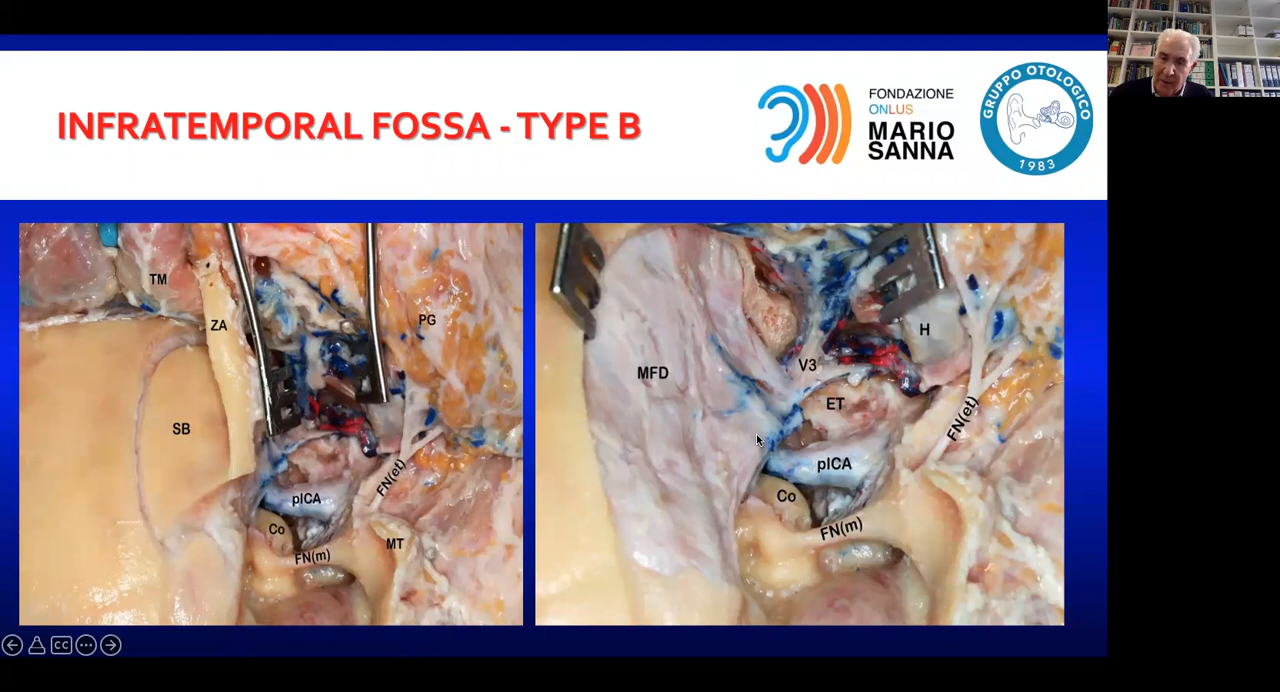 INFRATEMPORAL FOSSA - TYPE B
FONDAZIONE
ONLUS
MARIO
SANNA
GRUPPO OTOLOGICO
1983
TM
ZA
PG
SB
FN(et)
pICA
Co
FN(m)
MT
H
MFD
V3
ET
FN(et)
pICA
Co
FN(m)
CC